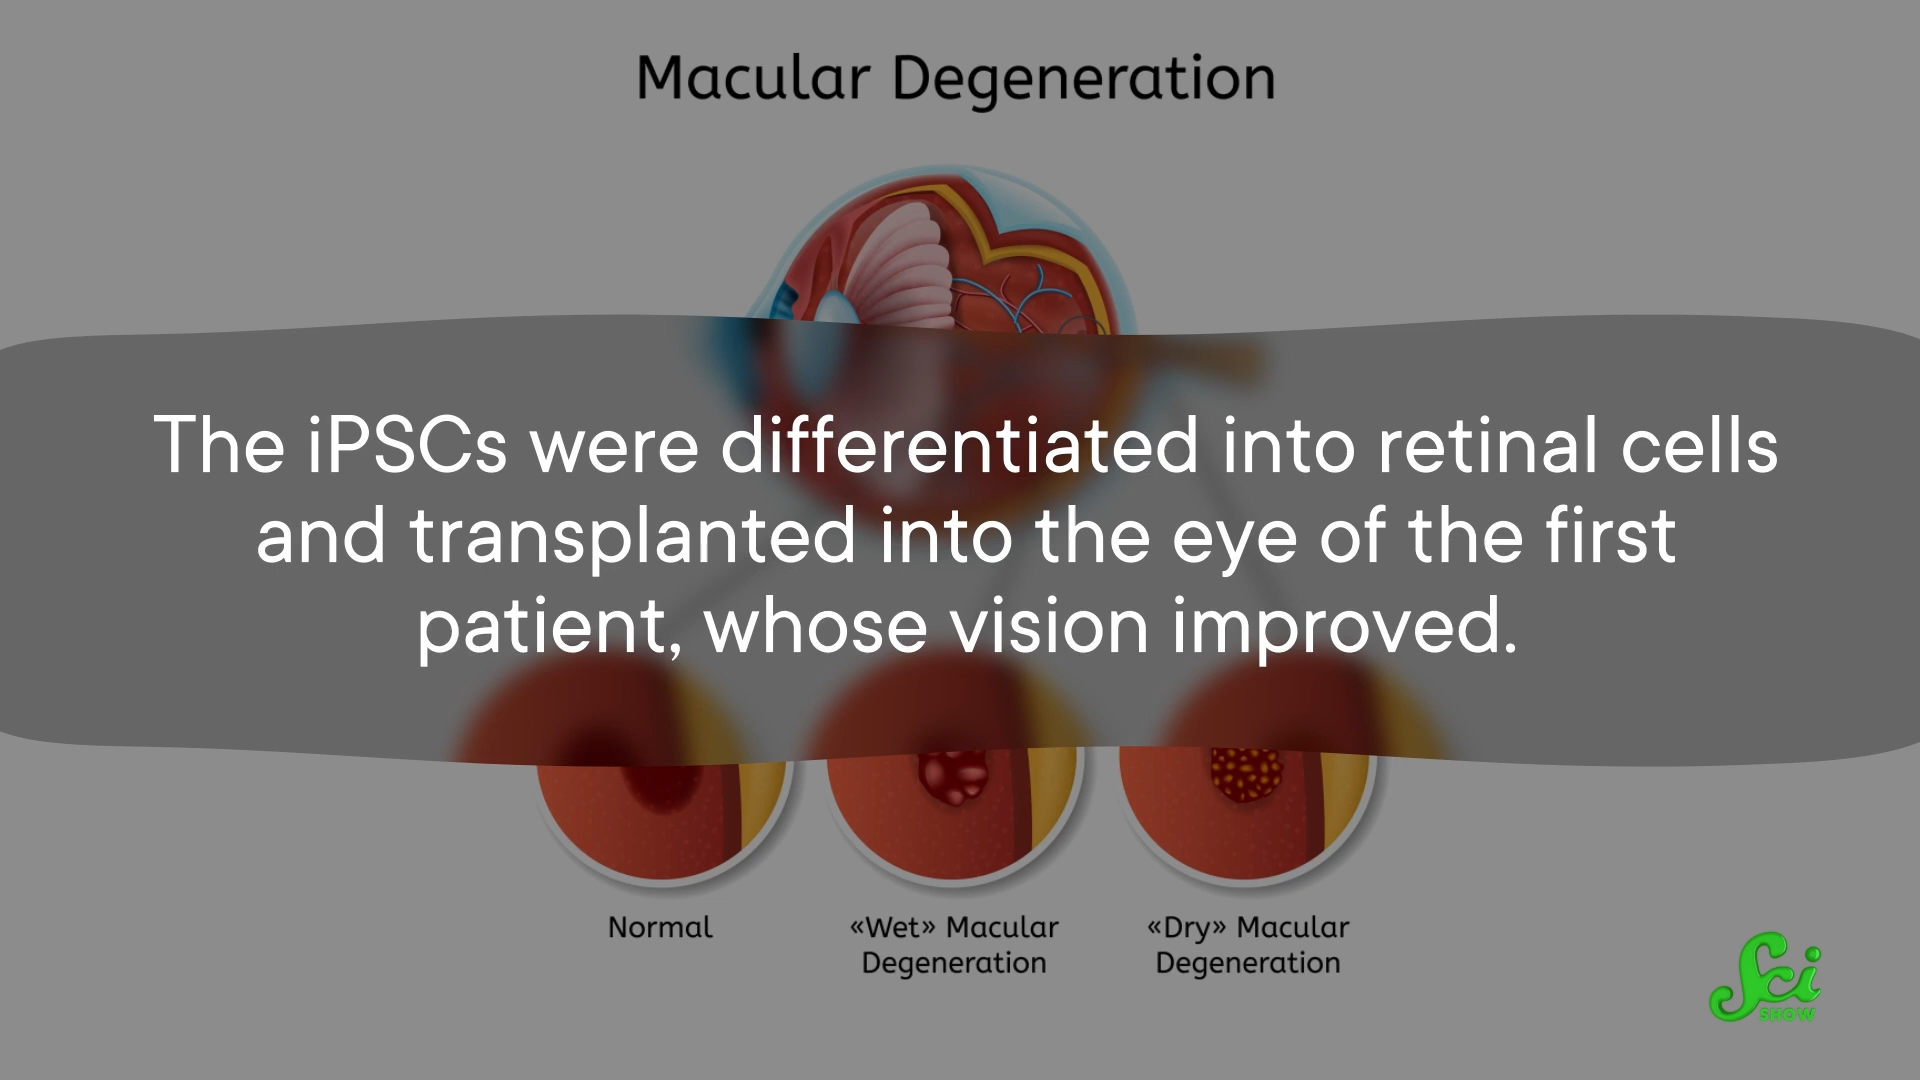 Macular Degeneration
The iPSCs were differentiated into retinal cells
and transplanted into the eye of the first
patient, whose vision improved.
Normal
«Wet» Macular
Degeneration
«Dry» Macular
Degeneration
Sci
SHOW